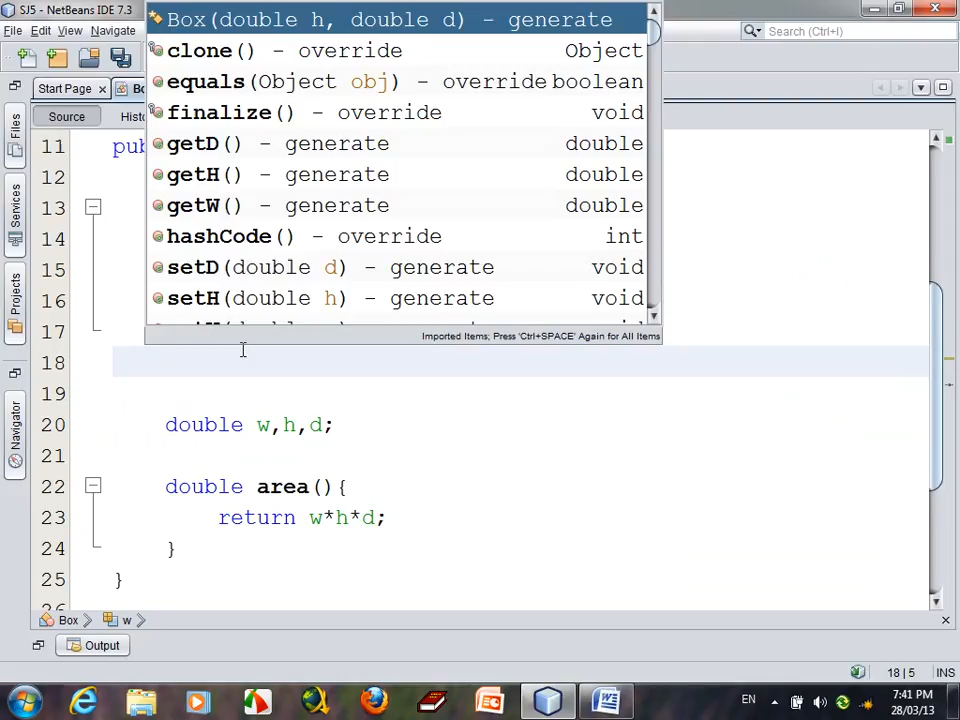 SJ5 - NetBeans IDE 7.3
File Edit View Navigate
Search (Ctrl+I)
Start Page
Source
Box(double h, double d) - generate
clone() - override Object
equals(Object obj) - override boolean
finalize() - override void
getD() - generate double
getH() - generate double
getW() - generate double
hashCode() - override int
setD(double d) - generate void
setH(double h) - generate void
Imported Items; Press 'Ctrl+SPACE' Again for All Items
Files
Services
Projects
Navigator
11
12
13
14
15
16
17
18
19
20 double w,h,d;
21
22 double area(){
23 return w*h*d;
24 }
25 }
Box w
Output
18|5 INS
EN
7:41 PM
28/03/13